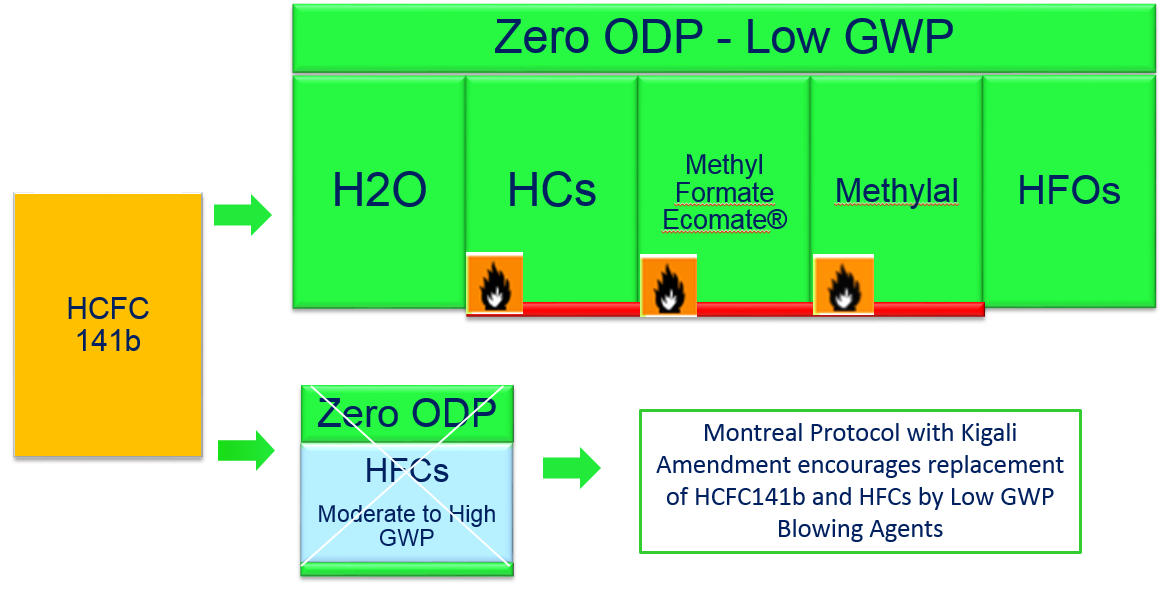 Zero ODP - Low GWP
H2O
HCs
Methyl
Formate
Ecomate®
Methylal
HFOs
HCFC
141b
Zero ODP
HFCs
Moderate to High
GWP
Montreal Protocol with Kigali
Amendment encourages replacement
of HCFC141b and HFCs by Low GWP
Blowing Agents